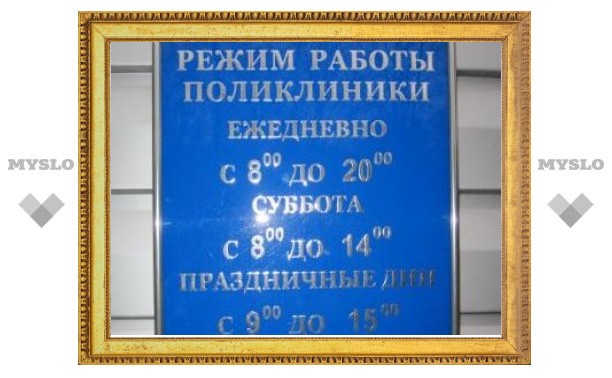 РЕЖИМ РАБОТЫ
ПОЛИКЛИНИКИ
ЕЖЕДНЕВНО
С 8⁰⁰ ДО 20⁰⁰
СУББОТА
С 8⁰⁰ ДО 14⁰⁰
ПРАЗДНИЧНЫЕ ДНИ
С 9⁰⁰ ДО 15⁰⁰
MYSLO
MYSLO